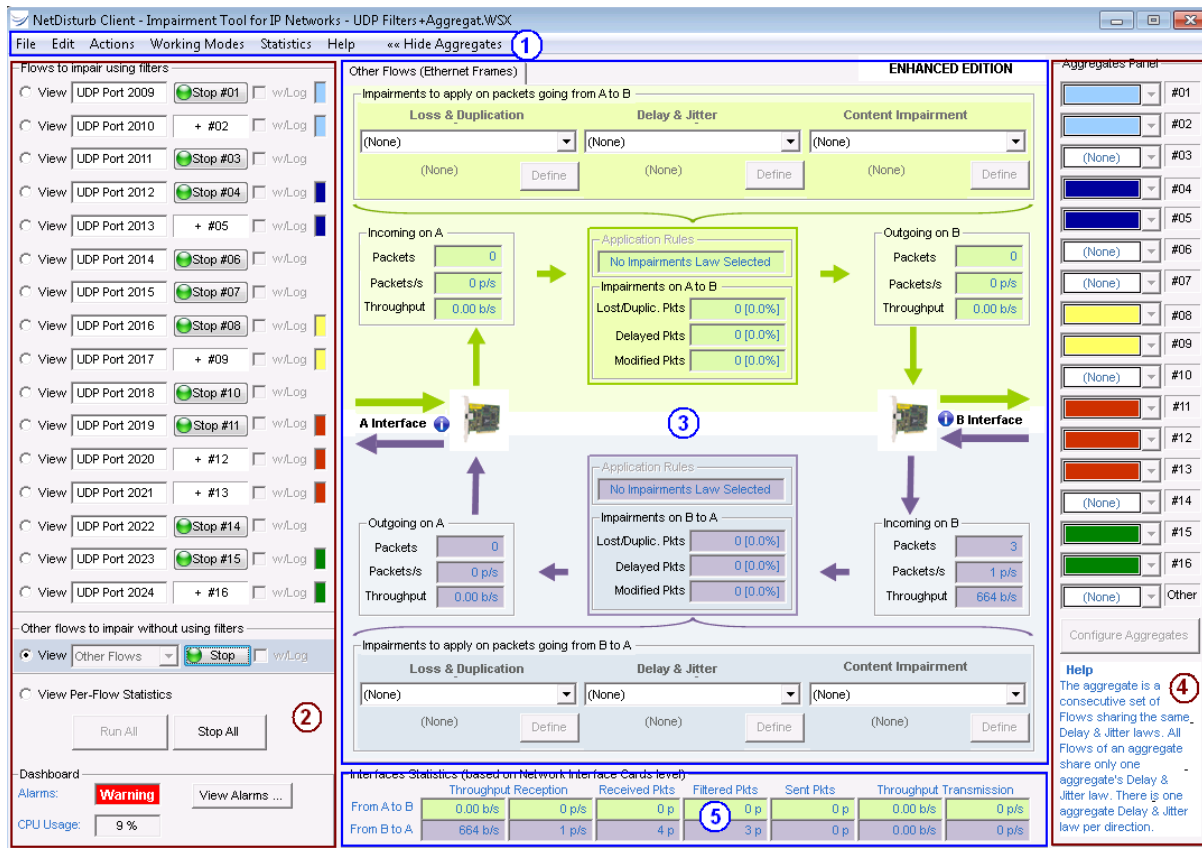 NetDisturb Client - Impairment Tool for IP Networks - UDP Filters+Aggregat.WSX
File Edit Actions Working Modes Statistics Help «« Hide Aggregates 1
Flows to impair using filters
View UDP Port 2009 Stop #01 w/Log
View UDP Port 2010 + #02 w/Log
View UDP Port 2011 Stop #03 w/Log
View UDP Port 2012 Stop #04 w/Log
View UDP Port 2013 + #05 w/Log
View UDP Port 2014 Stop #06 w/Log
View UDP Port 2015 Stop #07 w/Log
View UDP Port 2016 Stop #08 w/Log
View UDP Port 2017 + #09 w/Log
View UDP Port 2018 Stop #10 w/Log
View UDP Port 2019 Stop #11 w/Log
View UDP Port 2020 + #12 w/Log
View UDP Port 2021 + #13 w/Log
View UDP Port 2022 Stop #14 w/Log
View UDP Port 2023 Stop #15 w/Log
View UDP Port 2024 + #16 w/Log
Other flows to impair without using filters
View Other Flows Stop w/Log
View Per-Flow Statistics
2
Run All Stop All
Dashboard
Alarms: Warning View Alarms ...
CPU Usage: 9 %
Other Flows (Ethernet Frames) ENHANCED EDITION
Impairments to apply on packets going from A to B
Loss & Duplication Delay & Jitter Content Impairment
(None) (None) (None)
(None) Define (None) Define (None) Define
Incoming on A
Packets 0
Packets/s 0 p/s
Throughput 0.00 b/s
Application Rules
No Impairments Law Selected
Impairments on A to B
Lost/Duplic. Pkts 0 [0.0%]
Delayed Pkts 0 [0.0%]
Modified Pkts 0 [0.0%]
Outgoing on B
Packets 0
Packets/s 0 p/s
Throughput 0.00 b/s
A Interface 3 B Interface
Outgoing on A
Packets 0
Packets/s 0 p/s
Throughput 0.00 b/s
Application Rules
No Impairments Law Selected
Impairments on B to A
Lost/Duplic. Pkts 0 [0.0%]
Delayed Pkts 0 [0.0%]
Modified Pkts 0 [0.0%]
Incoming on B
Packets 3
Packets/s 1 p/s
Throughput 664 b/s
Impairments to apply on packets going from B to A
Loss & Duplication Delay & Jitter Content Impairment
(None) (None) (None)
(None) Define (None) Define (None) Define
Interfaces Statistics (based on Network Interface Cards level)
Throughput Reception Received Pkts Filtered Pkts Sent Pkts Throughput Transmission
From A to B 0.00 b/s 0 p/s 0 p 0 p 0 p 0.00 b/s 0 p/s
From B to A 664 b/s 1 p/s 4 p 3 p 0 p 0.00 b/s 0 p/s
5
Aggregates Panel
#01
#02
(None) #03
#04
#05
(None) #06
(None) #07
#08
#09
(None) #10
#11
#12
#13
(None) #14
#15
#16
(None) Other
Configure Aggregates
Help
4
The aggregate is a
consecutive set of
Flows sharing the same
Delay & Jitter laws. All
Flows of an aggregate
share only one
aggregate's Delay &
Jitter law. There is one
aggregate Delay & Jitter
law per direction.